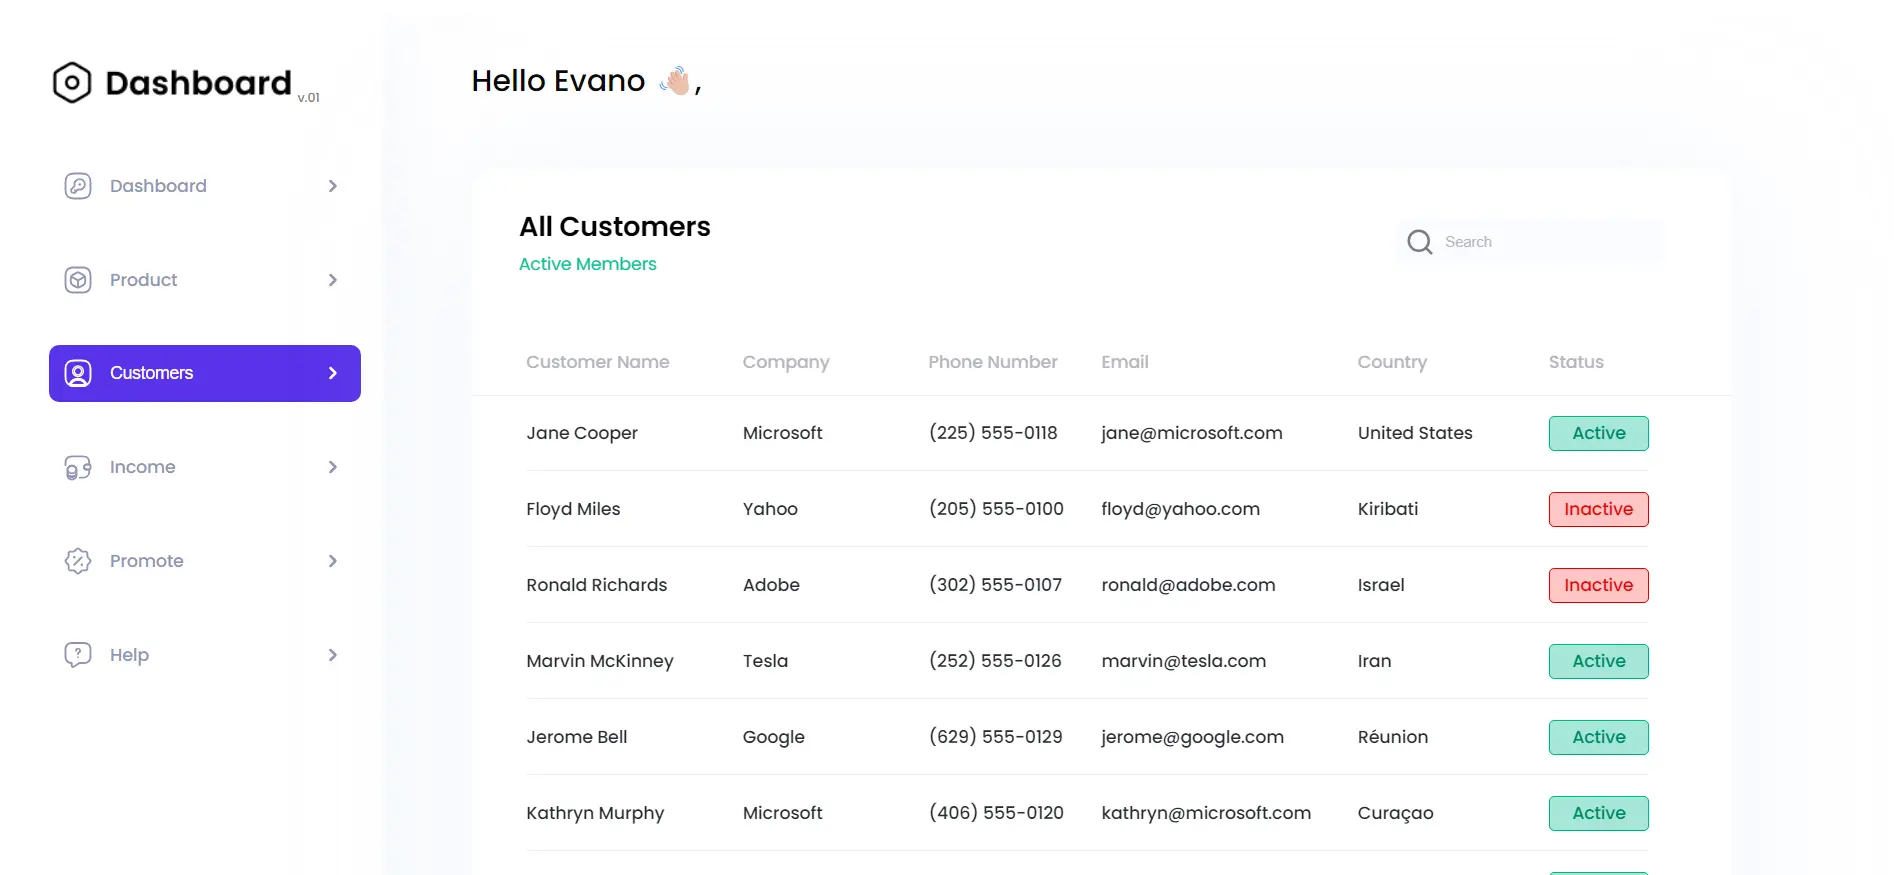 Dashboard v.01
Hello Evano 👋🏼,
Dashboard
Product
Customers
Income
Promote
Help
All Customers
Active Members
Search
Customer Name Company Phone Number Email Country Status
Jane Cooper Microsoft (225) 555-0118 jane@microsoft.com United States Active
Floyd Miles Yahoo (205) 555-0100 floyd@yahoo.com Kiribati Inactive
Ronald Richards Adobe (302) 555-0107 ronald@adobe.com Israel Inactive
Marvin McKinney Tesla (252) 555-0126 marvin@tesla.com Iran Active
Jerome Bell Google (629) 555-0129 jerome@google.com Réunion Active
Kathryn Murphy Microsoft (406) 555-0120 kathryn@microsoft.com Curaçao Active